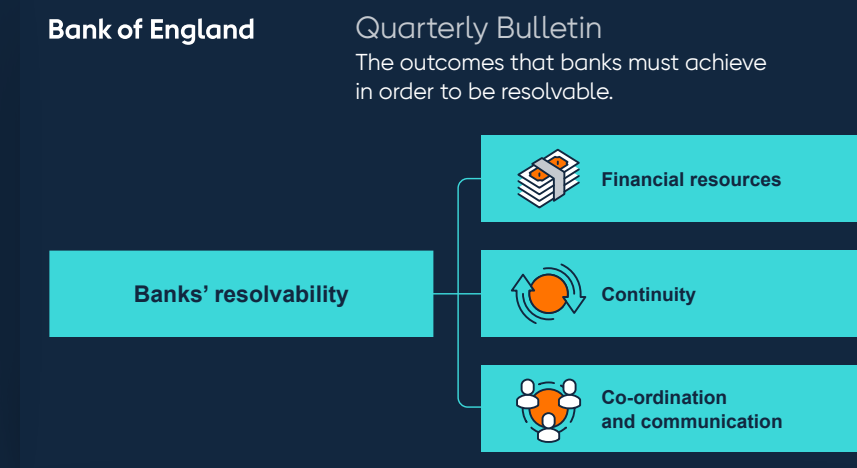 Bank of England
Quarterly Bulletin
The outcomes that banks must achieve
in order to be resolvable.
Financial resources
Banks’ resolvability
Continuity
Co-ordination
and communication